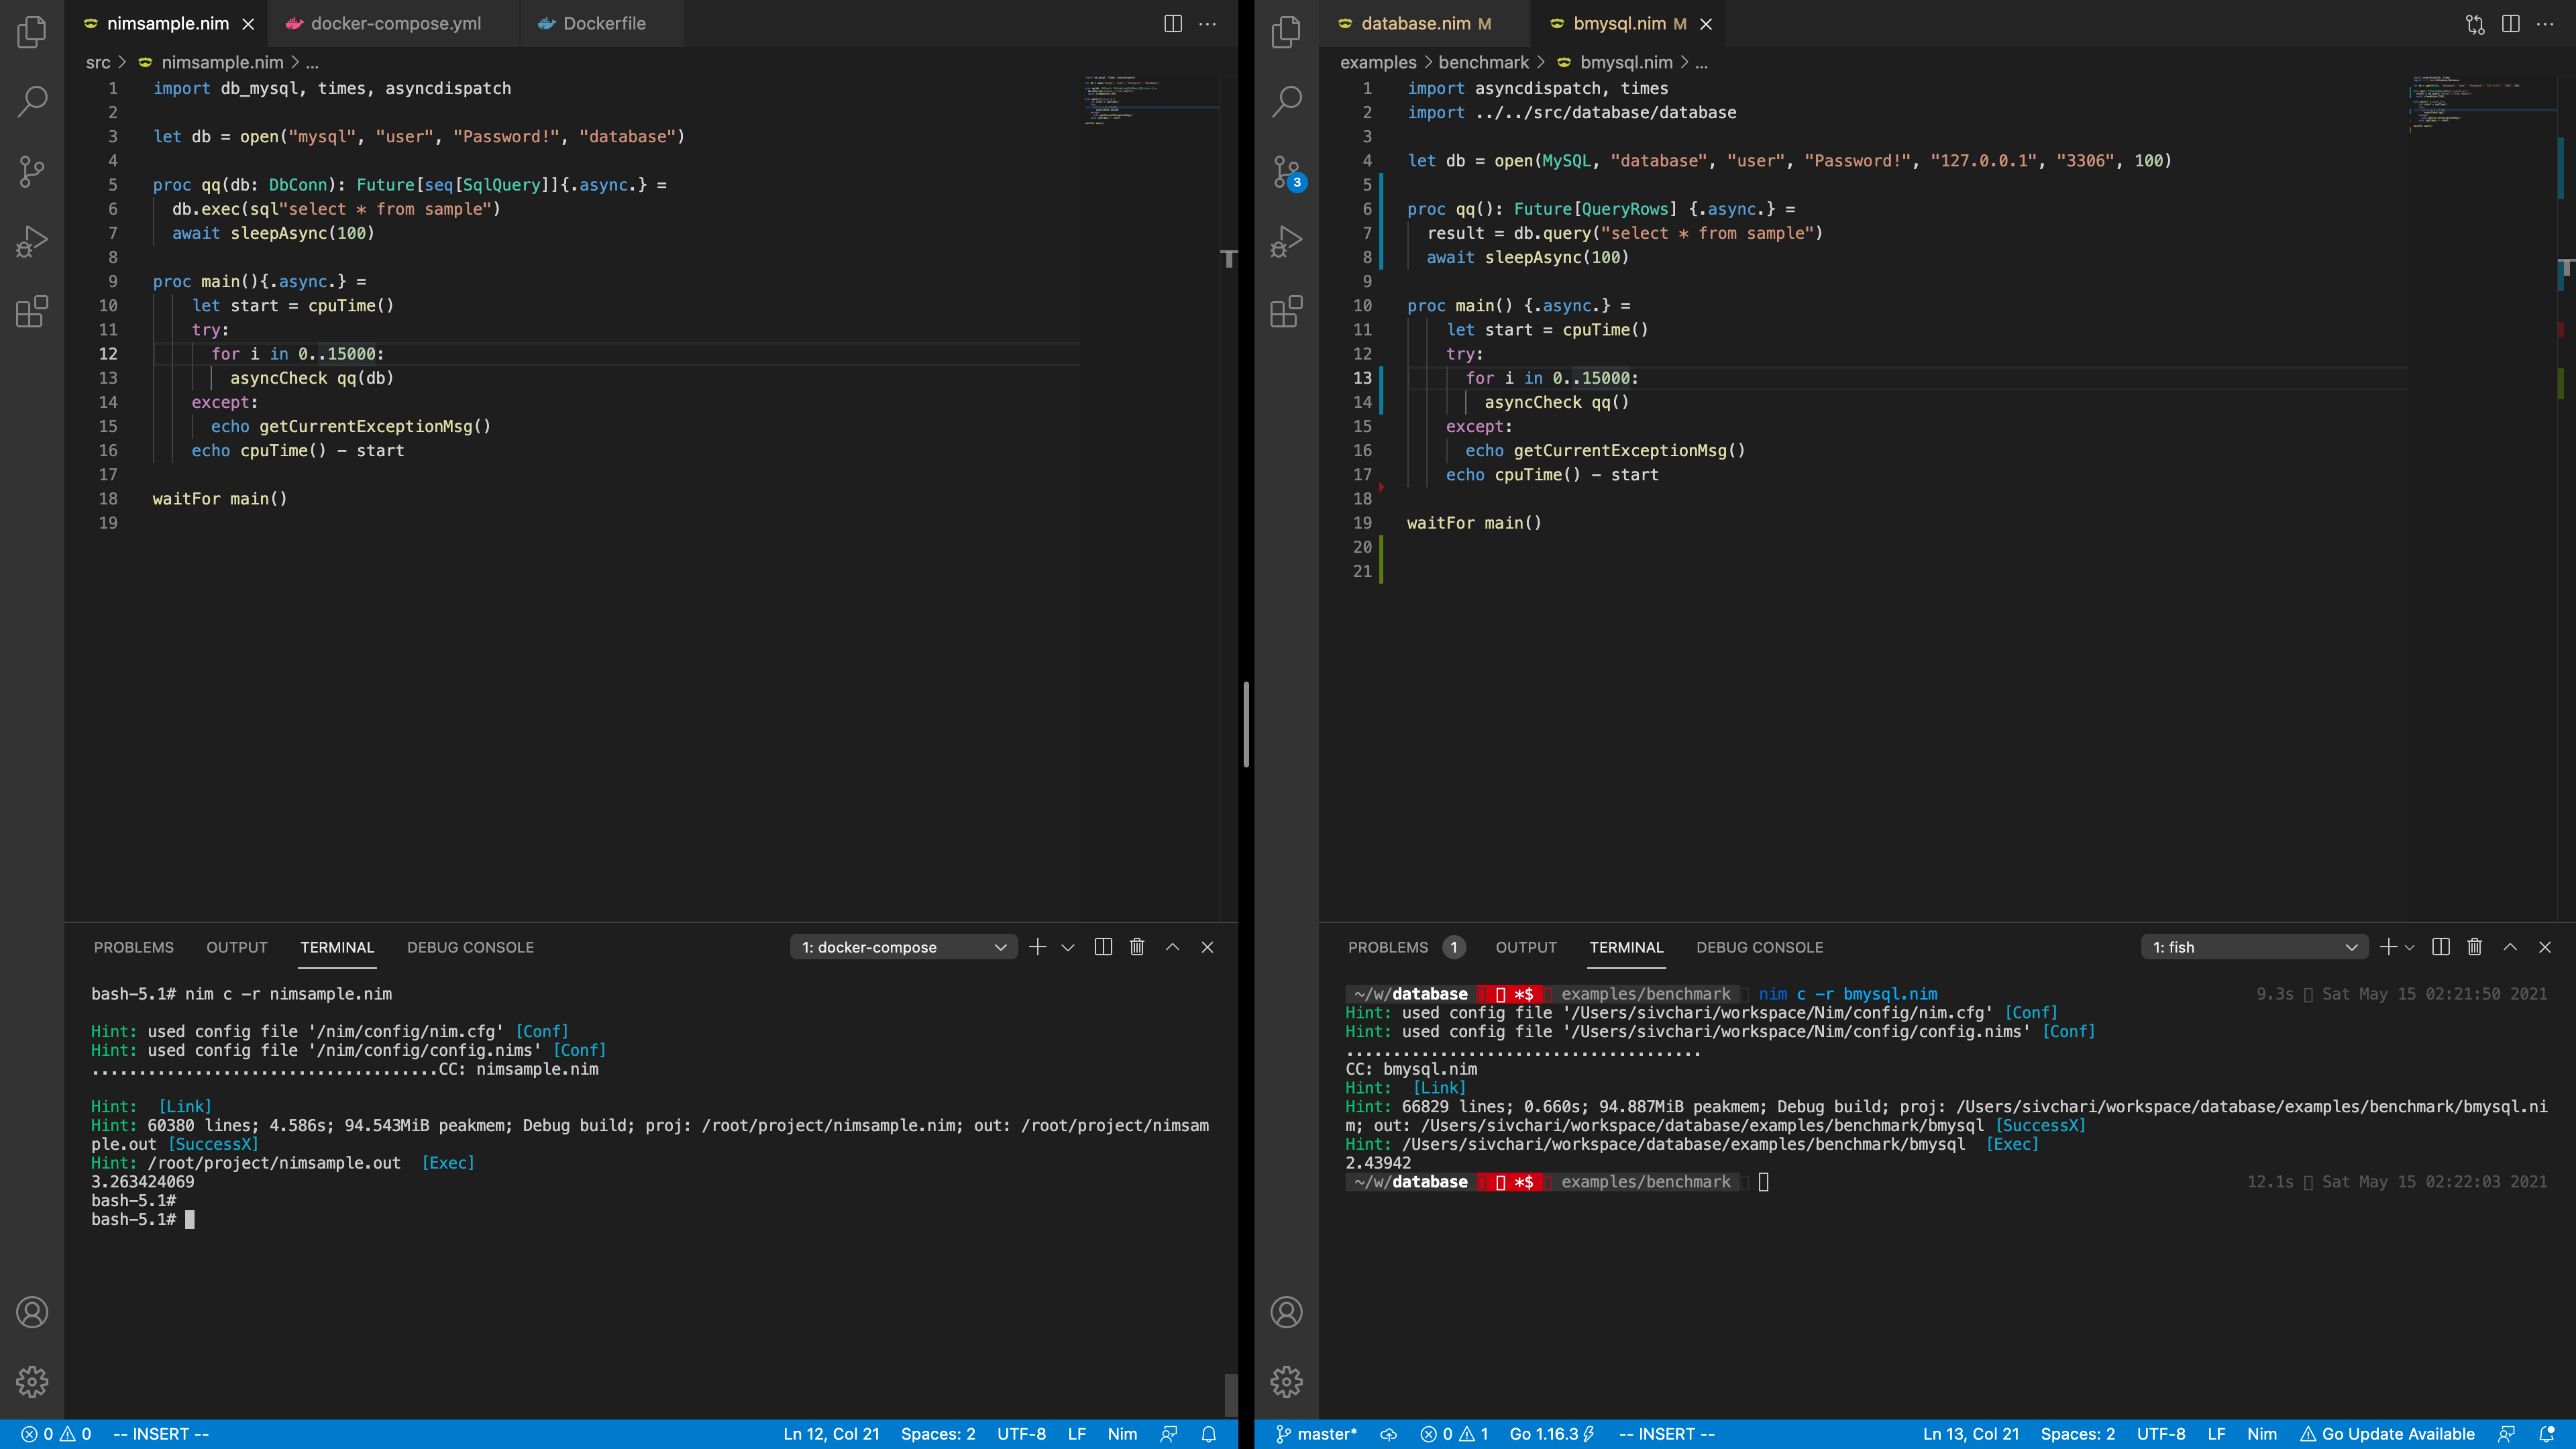 nimsample.nim
docker-compose.yml
Dockerfile
src > nimsample.nim > ...
1 import db_mysql, times, asyncdispatch
2
3 let db = open("mysql", "user", "Password!", "database")
4
5 proc qq(db: DbConn): Future[seq[SqlQuery]]{.async.} =
6 db.exec(sql"select * from sample")
7 await sleepAsync(100)
8
9 proc main(){.async.} =
10 let start = cpuTime()
11 try:
12 for i in 0..15000:
13 asyncCheck qq(db)
14 except:
15 echo getCurrentExceptionMsg()
16 echo cpuTime() - start
17
18 waitFor main()
19
PROBLEMS OUTPUT TERMINAL DEBUG CONSOLE 1: docker-compose
bash-5.1# nim c -r nimsample.nim
Hint: used config file '/nim/config/nim.cfg' [Conf]
Hint: used config file '/nim/config/config.nims' [Conf]
.....................................CC: nimsample.nim
Hint: [Link]
Hint: 60380 lines; 4.586s; 94.543MiB peakmem; Debug build; proj: /root/project/nimsample.nim; out: /root/project/nimsam
ple.out [SuccessX]
Hint: /root/project/nimsample.out [Exec]
3.263424069
bash-5.1#
bash-5.1#
0 0 -- INSERT -- Ln 12, Col 21 Spaces: 2 UTF-8 LF Nim
database.nim M
bmysql.nim M
examples > benchmark > bmysql.nim > ...
1 import asyncdispatch, times
2 import ../../src/database/database
3
4 let db = open(MySQL, "database", "user", "Password!", "127.0.0.1", "3306", 100)
5
6 proc qq(): Future[QueryRows] {.async.} =
7 result = db.query("select * from sample")
8 await sleepAsync(100)
9
10 proc main() {.async.} =
11 let start = cpuTime()
12 try:
13 for i in 0..15000:
14 asyncCheck qq()
15 except:
16 echo getCurrentExceptionMsg()
17 echo cpuTime() - start
18
19 waitFor main()
20
21
3
PROBLEMS 1 OUTPUT TERMINAL DEBUG CONSOLE 1: fish
~/w/database *$ examples/benchmark nim c -r bmysql.nim 9.3s Sat May 15 02:21:50 2021
Hint: used config file '/Users/sivchari/workspace/Nim/config/nim.cfg' [Conf]
Hint: used config file '/Users/sivchari/workspace/Nim/config/config.nims' [Conf]
......................................
CC: bmysql.nim
Hint: [Link]
Hint: 66829 lines; 0.660s; 94.887MiB peakmem; Debug build; proj: /Users/sivchari/workspace/database/examples/benchmark/bmysql.ni
m; out: /Users/sivchari/workspace/database/examples/benchmark/bmysql [SuccessX]
Hint: /Users/sivchari/workspace/database/examples/benchmark/bmysql [Exec]
2.43942
~/w/database *$ examples/benchmark 12.1s Sat May 15 02:22:03 2021
master* 0 1 Go 1.16.3 -- INSERT -- Ln 13, Col 21 Spaces: 2 UTF-8 LF Nim Go Update Available